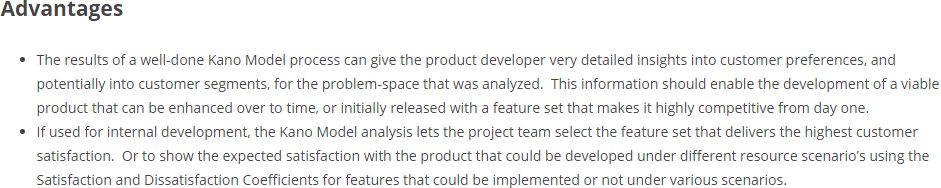 Advantages
• The results of a well-done Kano Model process can give the product developer very detailed insights into customer preferences, and
potentially into customer segments, for the problem-space that was analyzed.  This information should enable the development of a viable
product that can be enhanced over to time, or initially released with a feature set that makes it highly competitive from day one.
• If used for internal development, the Kano Model analysis lets the project team select the feature set that delivers the highest customer
satisfaction.  Or to show the expected satisfaction with the product that could be developed under different resource scenario’s using the
Satisfaction and Dissatisfaction Coefficients for features that could be implemented or not under various scenarios.